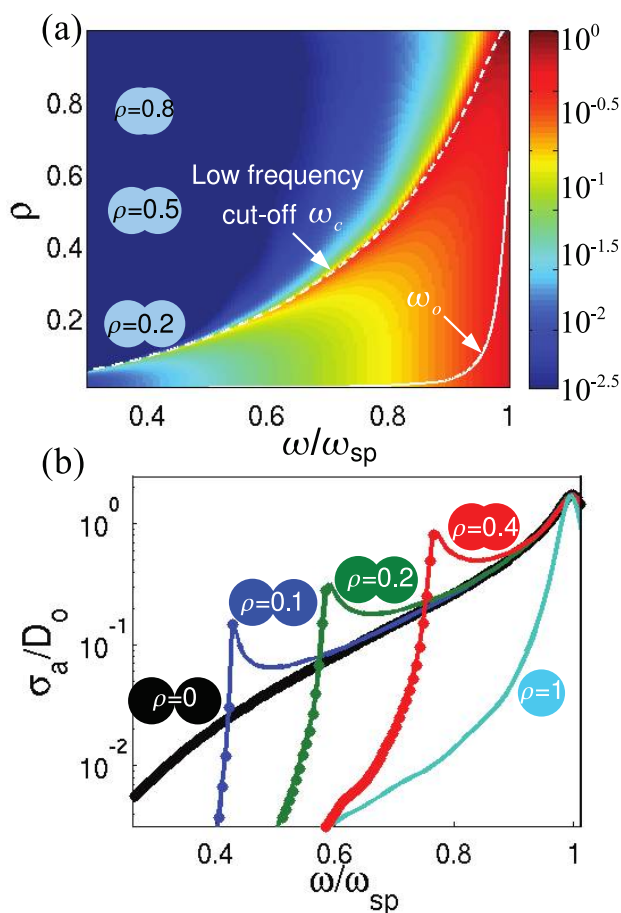 (a)
ρ
0.8
0.6
0.4
0.2
ρ=0.8
ρ=0.5
ρ=0.2
Low frequency
cut-off ω_c
ω_o
0.4 0.6 0.8 1
ω/ω_sp
10^0
10^-0.5
10^-1
10^-1.5
10^-2
10^-2.5
(b)
σ_a/D_o
10^0
10^-1
10^-2
ρ=0
ρ=0.1
ρ=0.2
ρ=0.4
ρ=1
0.4 0.6 0.8 1
ω/ω_sp